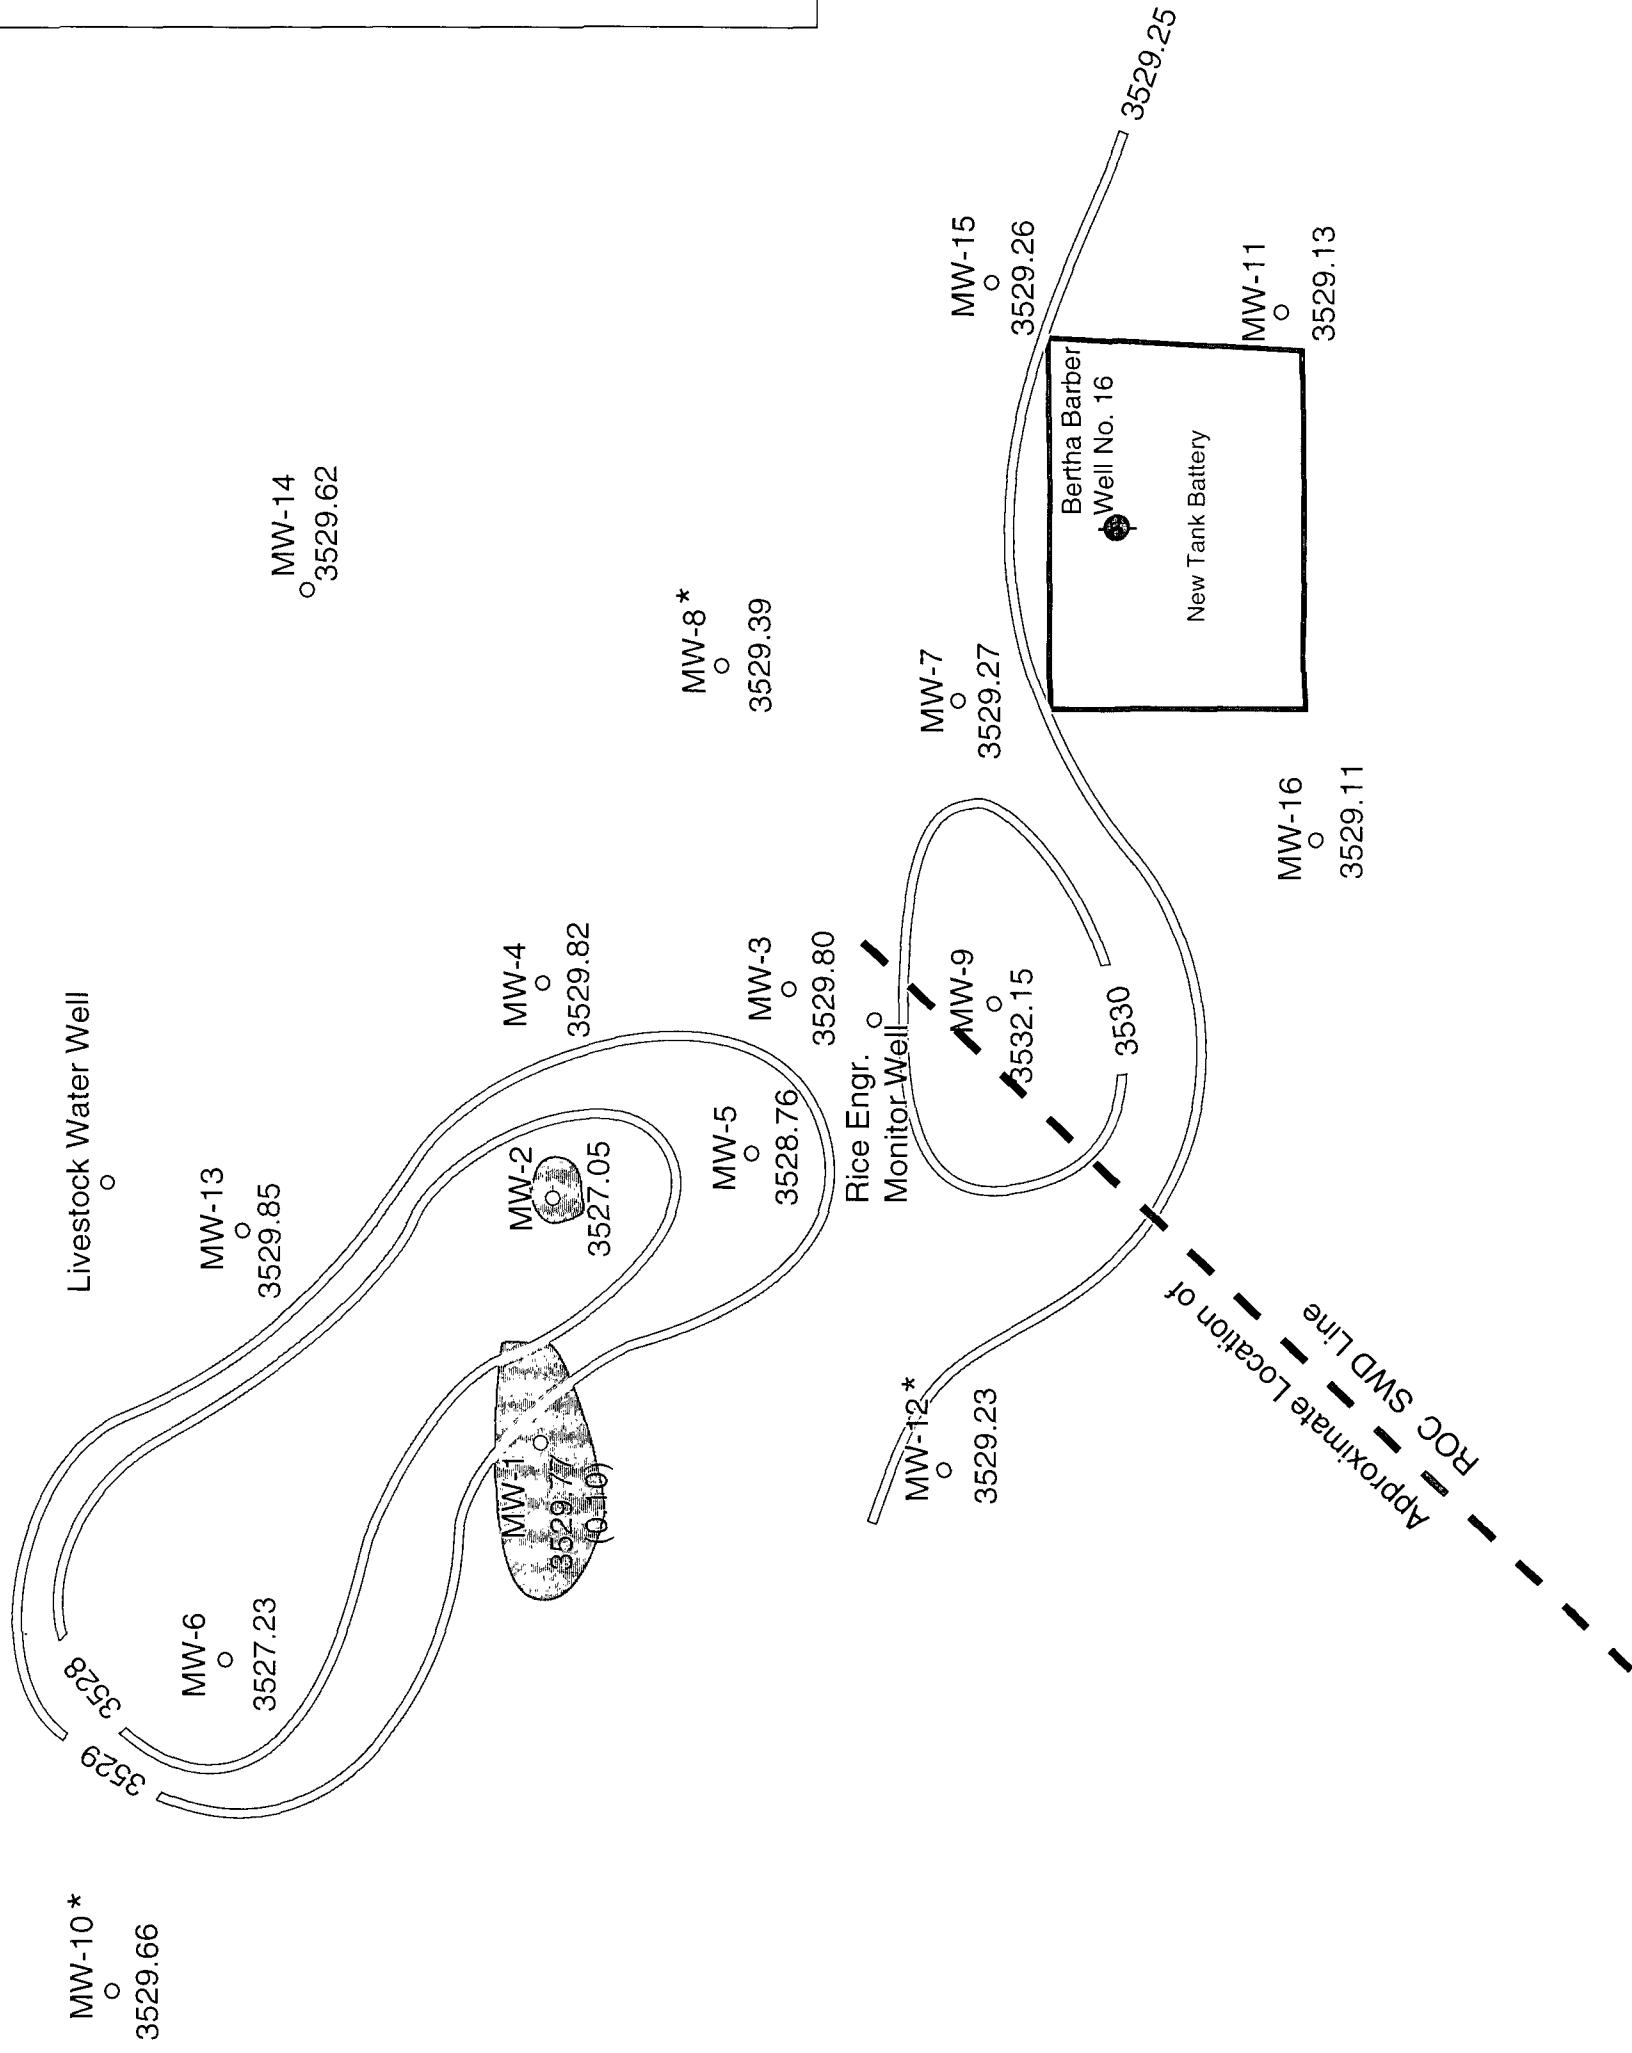 MW-10*
3529.66
MW-6
3527.23
3528
3529
Livestock Water Well
MW-13
3529.85
MW-14
3529.62
MW-1
3529.77
(0.10)
MW-2
3527.05
MW-4
3529.82
MW-5
3528.76
MW-3
3529.80
MW-8*
3529.39
Rice Engr.
Monitor Well
MW-12*
3529.23
MW-9
3532.15
3530
MW-7
3529.27
MW-15
3529.26
3529.25
Bertha Barber
Well No. 16
New Tank Battery
MW-11
3529.13
MW-16
3529.11
Approximate Location of
ROC SWD Line